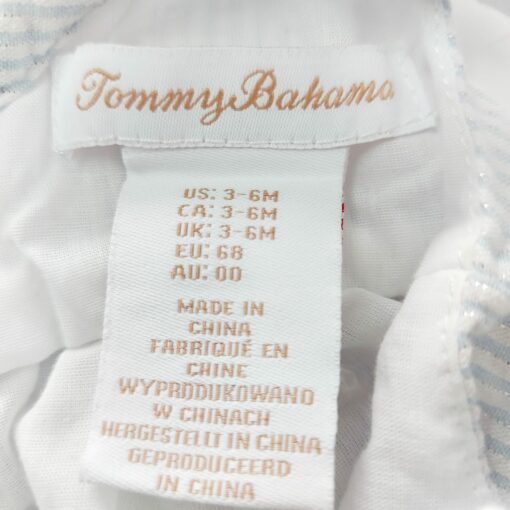 Tommy Bahama
US: 3-6M
CA: 3-6M
UK: 3-6M
EU: 68
AU: 00
MADE IN
CHINA
FABRIQUÉ EN
CHINE
WYPRODUKOWANO
W CHINACH
HERGESTELLT IN CHINA
GEPRODUCEERD
IN CHINA